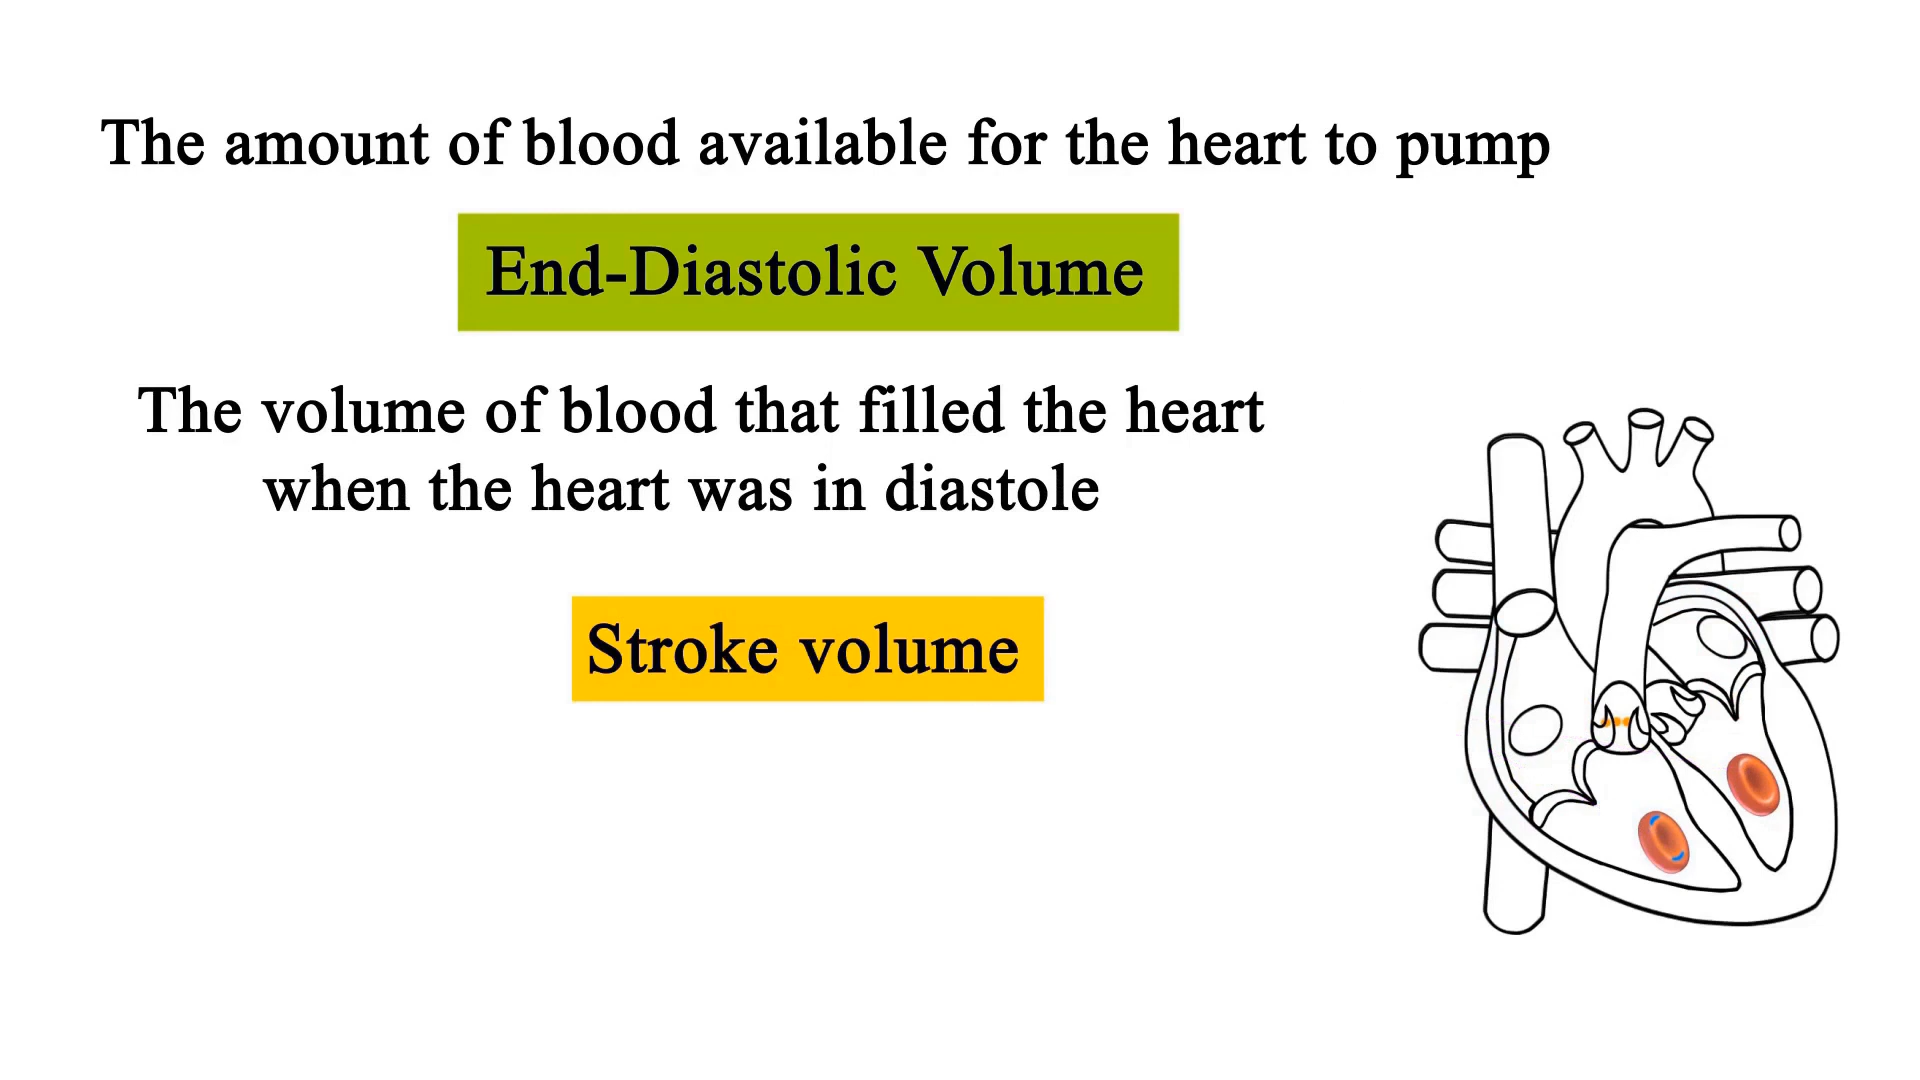 The amount of blood available for the heart to pump
End-Diastolic Volume
The volume of blood that filled the heart
when the heart was in diastole
Stroke volume